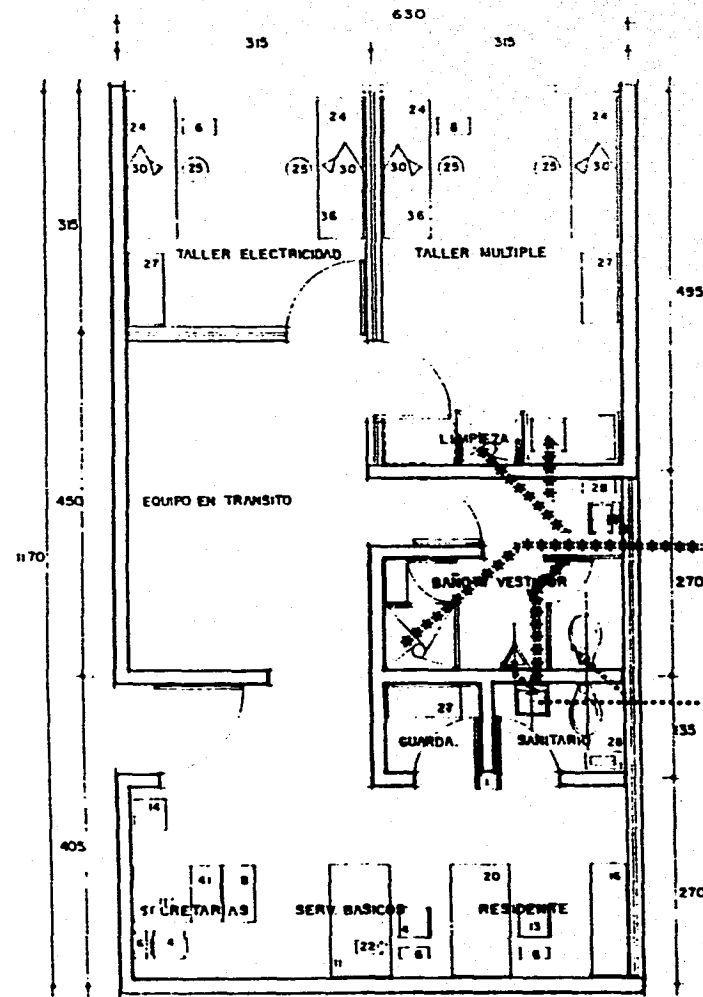 630
315 315
24 6 24 24 8 24
30 25 25 30 30 25 25 30
36 36
315
TALLER ELECTRICIDAD TALLER MULTIPLE
27 27
495
LIMPIEZA
28
EQUIPO EN TRANSITO
450
1170
270
27
135
GUARDA. SANITARIO
28
1
14
405
41 8 20 16
SECRETARIAS SERV. BASICOS RESIDENTE
270
6 4 22 4 6 13 6
11